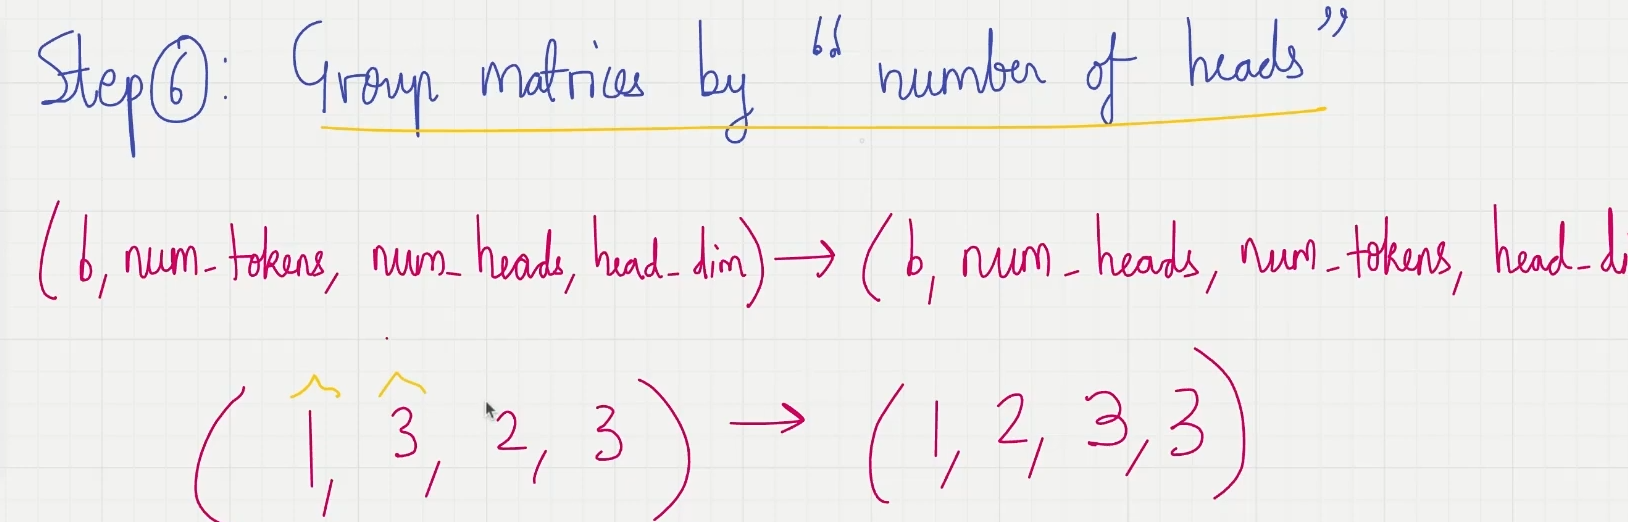 Step ⑥: Group matrices by “number of heads”
(b, num_tokens, num_heads, head_dim) → (b, num_heads, num_tokens, head_di
(1, 3, 2, 3) → (1, 2, 3, 3)